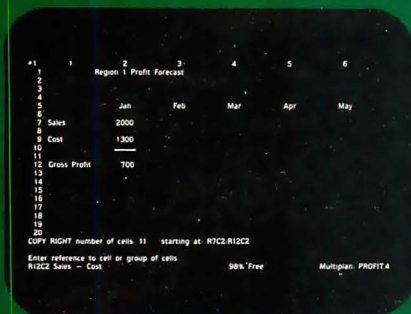 #1 1 2 3 4 5 6
1 Region 1 Profit Forecast
2
3
4
5 Jan Feb Mar Apr May
6
7 Sales 2000
8
9 Cost 1300
10
11
12 Gross Profit 700
13
14
15
16
17
18
19
20
COPY RIGHT number of cells: 11 starting at: R7C2:R12C2
Enter reference to cell or group of cells.
R12C2 Sales - Cost 98% Free Multiplan: PROFIT.4